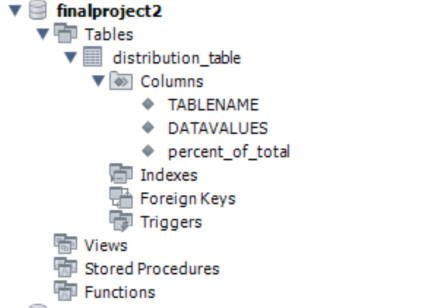 finalproject2
Tables
distribution_table
Columns
TABLENAME
DATAVALUES
percent_of_total
Indexes
Foreign Keys
Triggers
Views
Stored Procedures
Functions